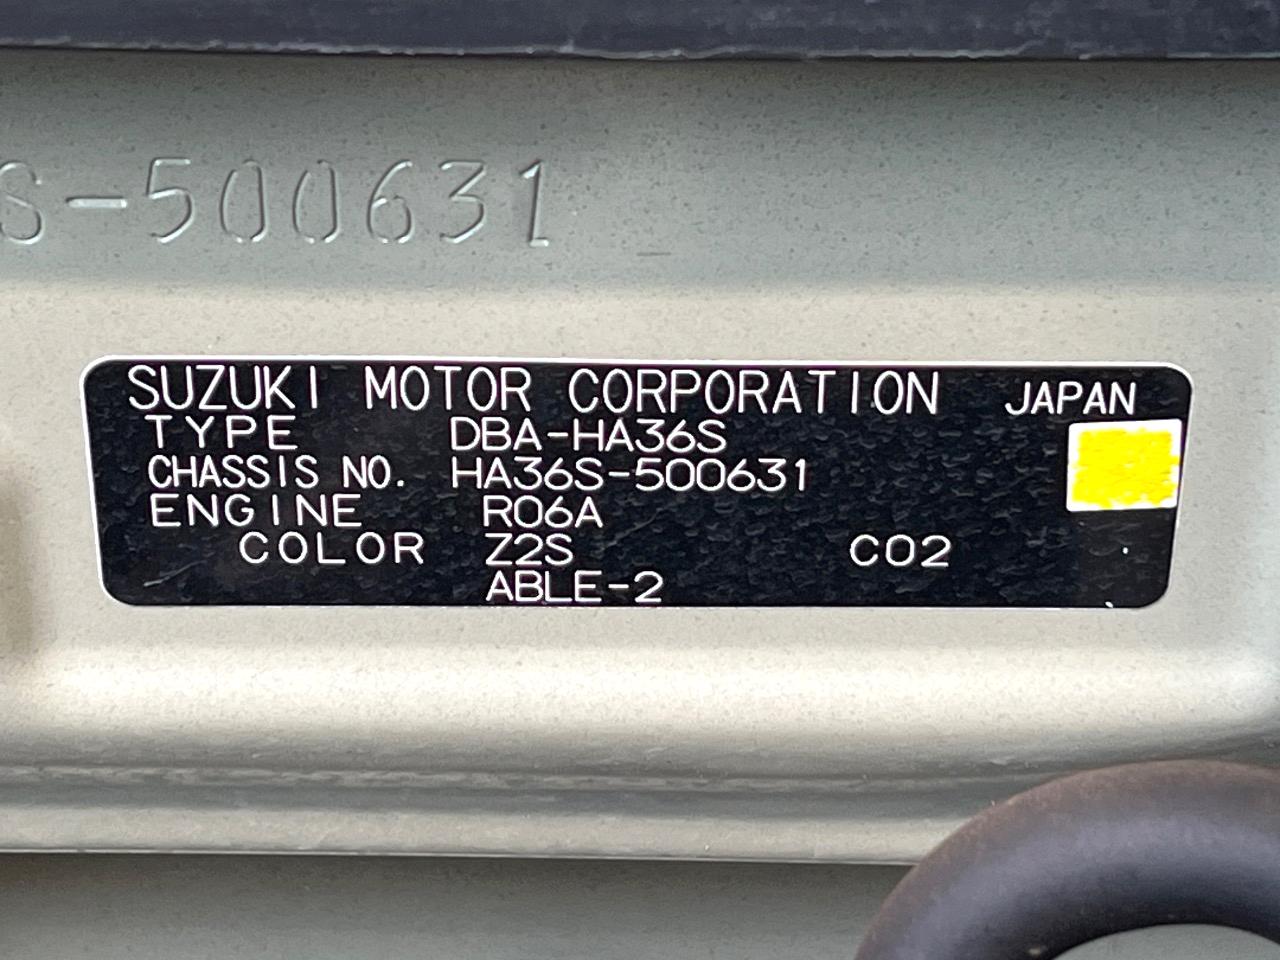 S-500631
SUZUKI MOTOR CORPORATION JAPAN
TYPE DBA-HA36S
CHASSIS NO. HA36S-500631
ENGINE R06A
COLOR Z2S C02
ABLE-2